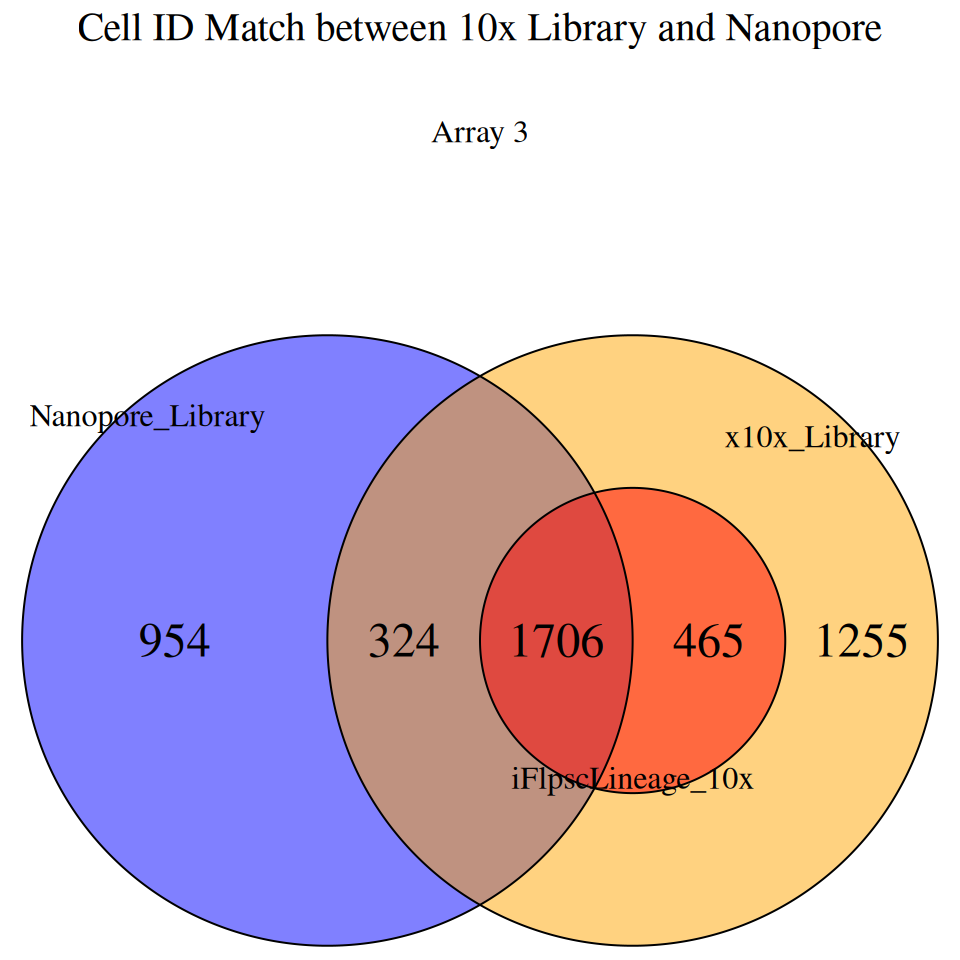 Cell ID Match between 10x Library and Nanopore
Array 3
Nanopore_Library
x10x_Library
954 324 1706 465 1255
iFlpscLineage_10x